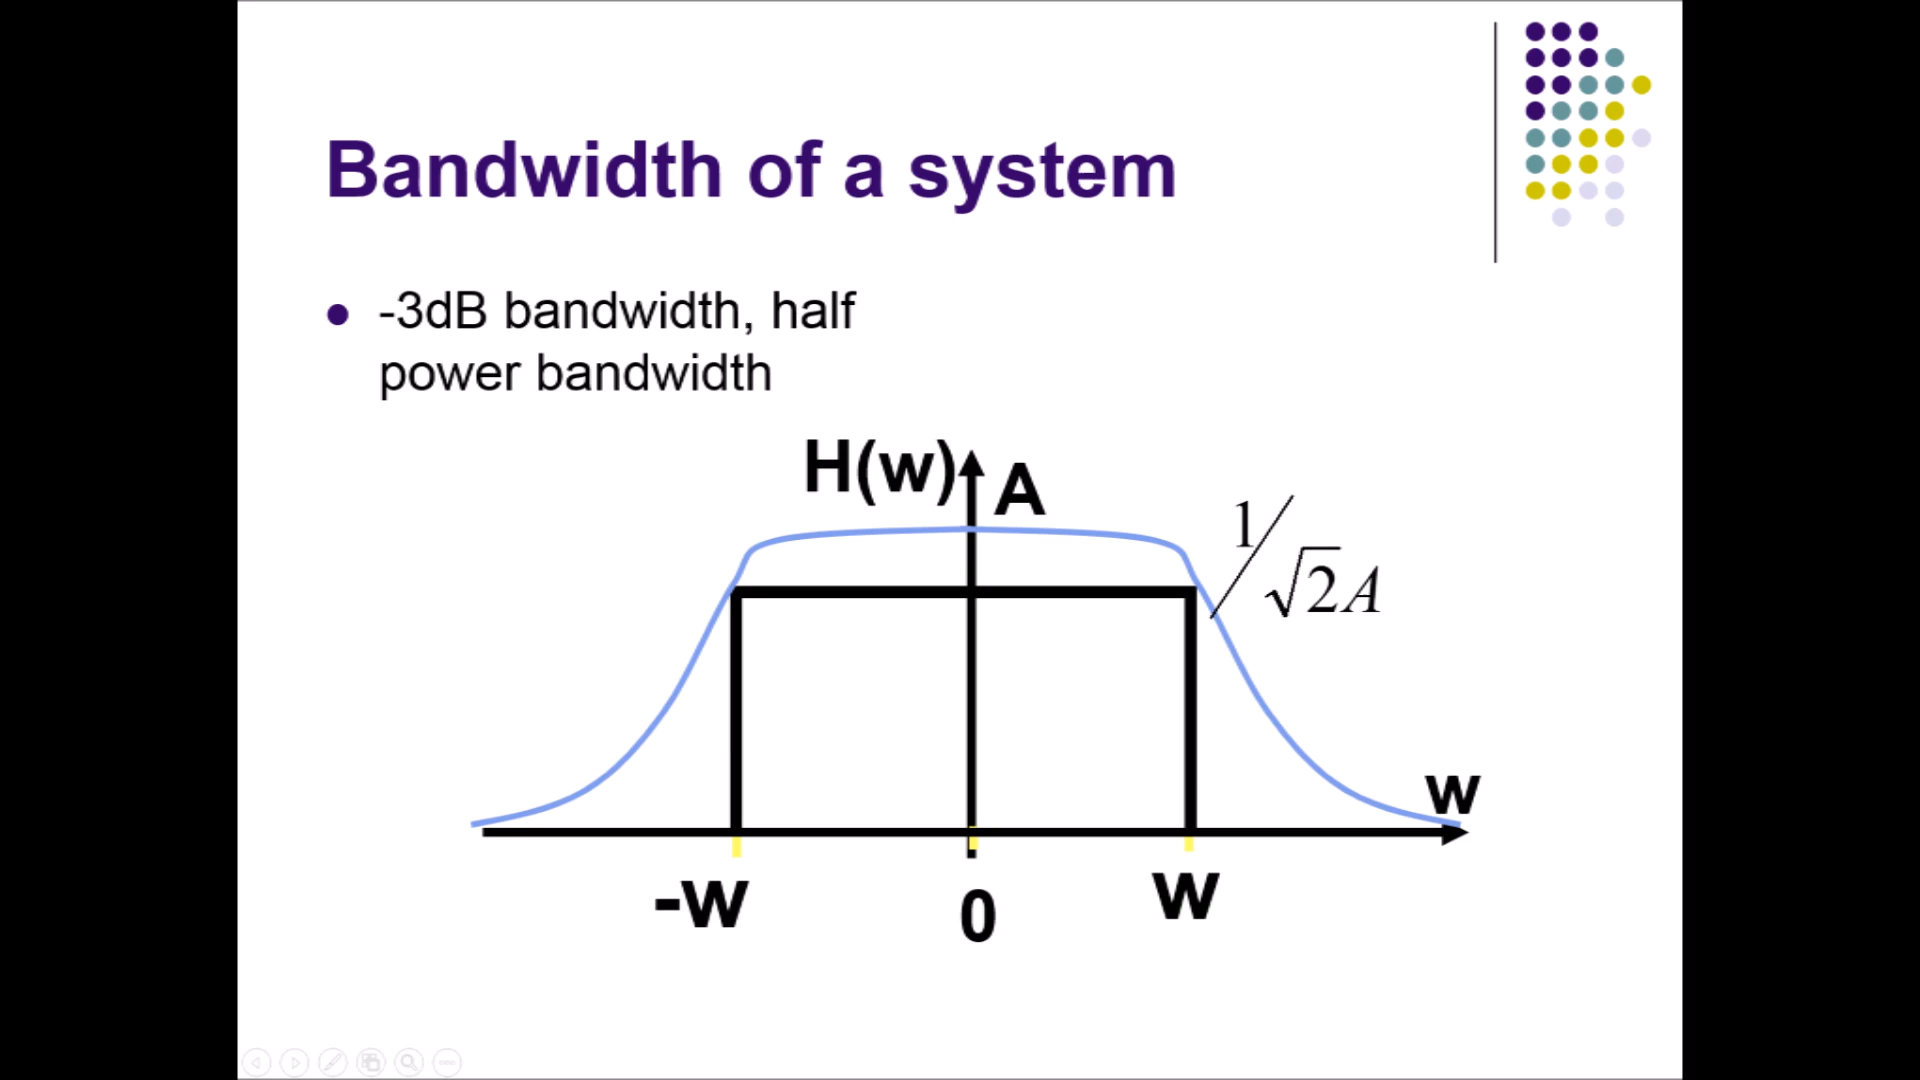 Bandwidth of a system
-3dB bandwidth, half
power bandwidth
H(w)
A
1/√2A
w
-w
0
w